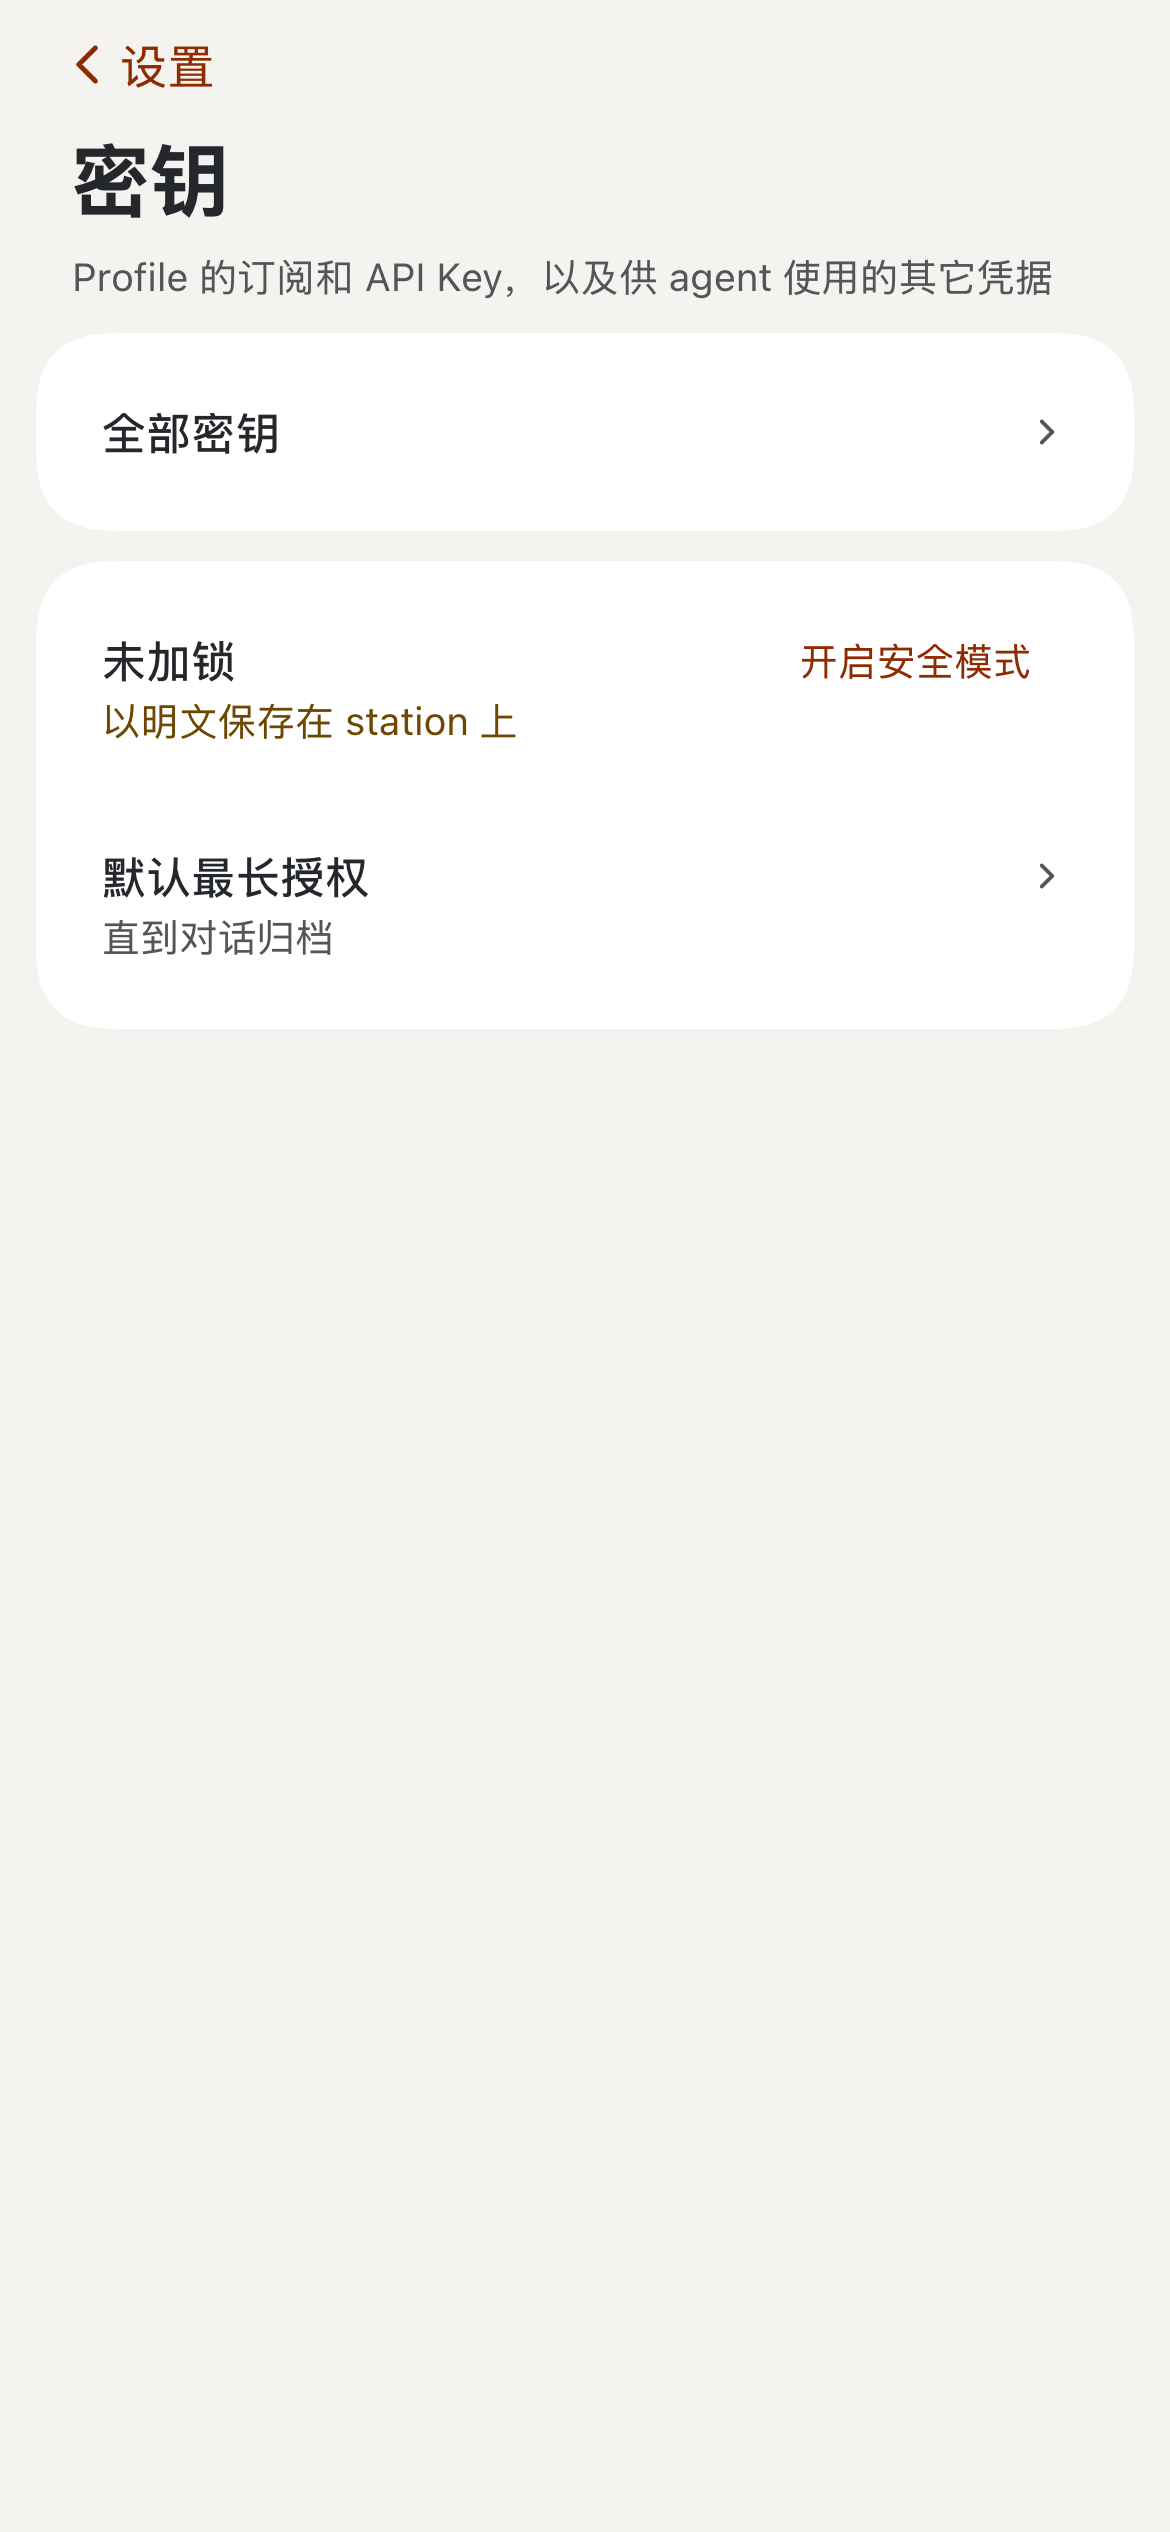 设置
密钥
Profile 的订阅和 API Key，以及供 agent 使用的其它凭据
全部密钥
未加锁
开启安全模式
以明文保存在 station 上
默认最长授权
直到对话归档